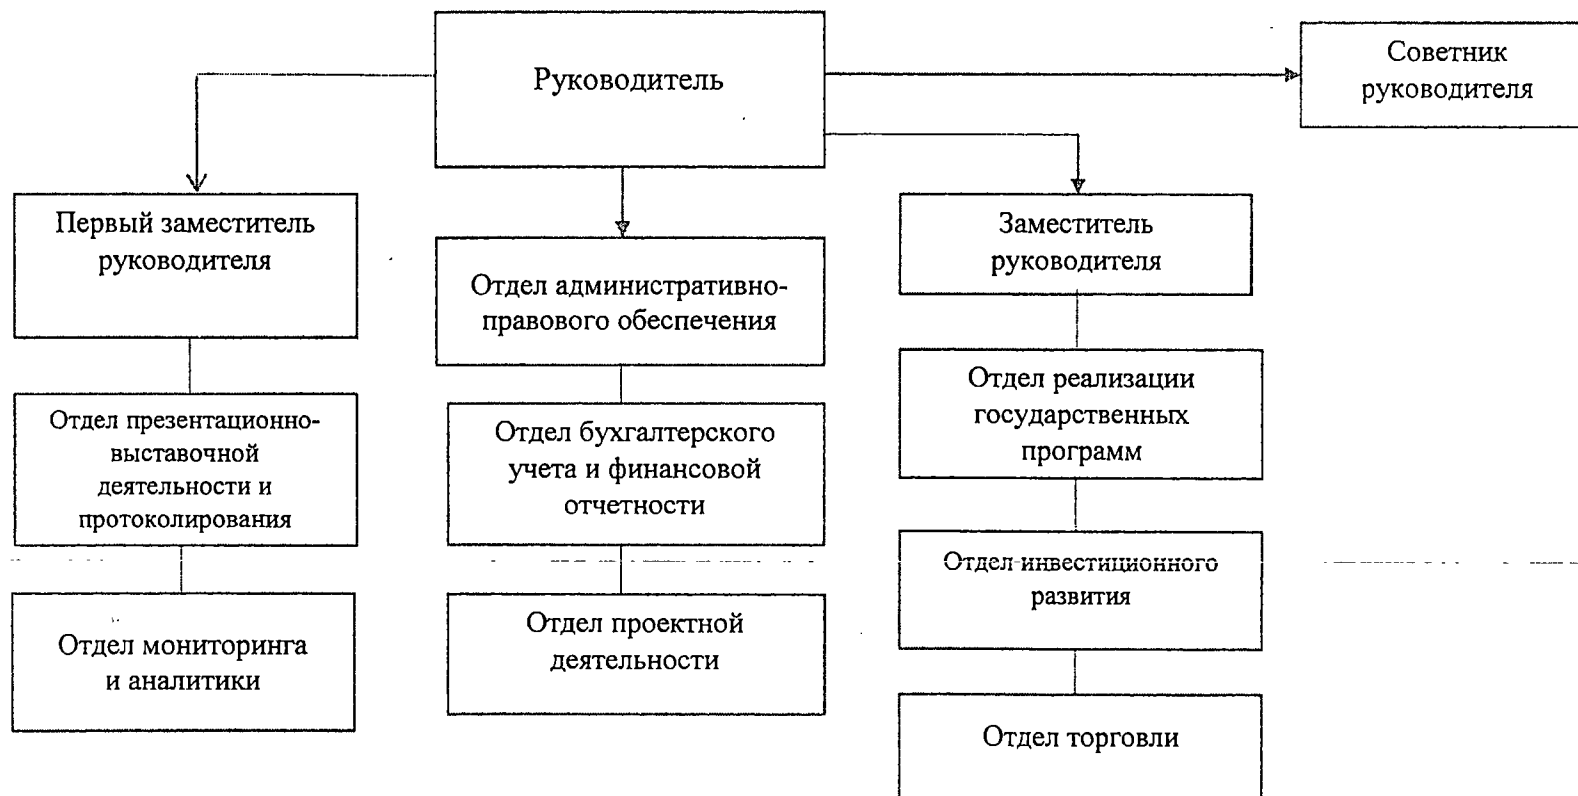 Руководитель
Советник
руководителя
Первый заместитель
руководителя
Отдел административно-
правового обеспечения
Заместитель
руководителя
Отдел презентационно-
выставочной
деятельности и
протоколирования
Отдел бухгалтерского
учета и финансовой
отчетности
Отдел реализации
государственных
программ
Отдел инвестиционного
развития
Отдел мониторинга
и аналитики
Отдел проектной
деятельности
Отдел торговли